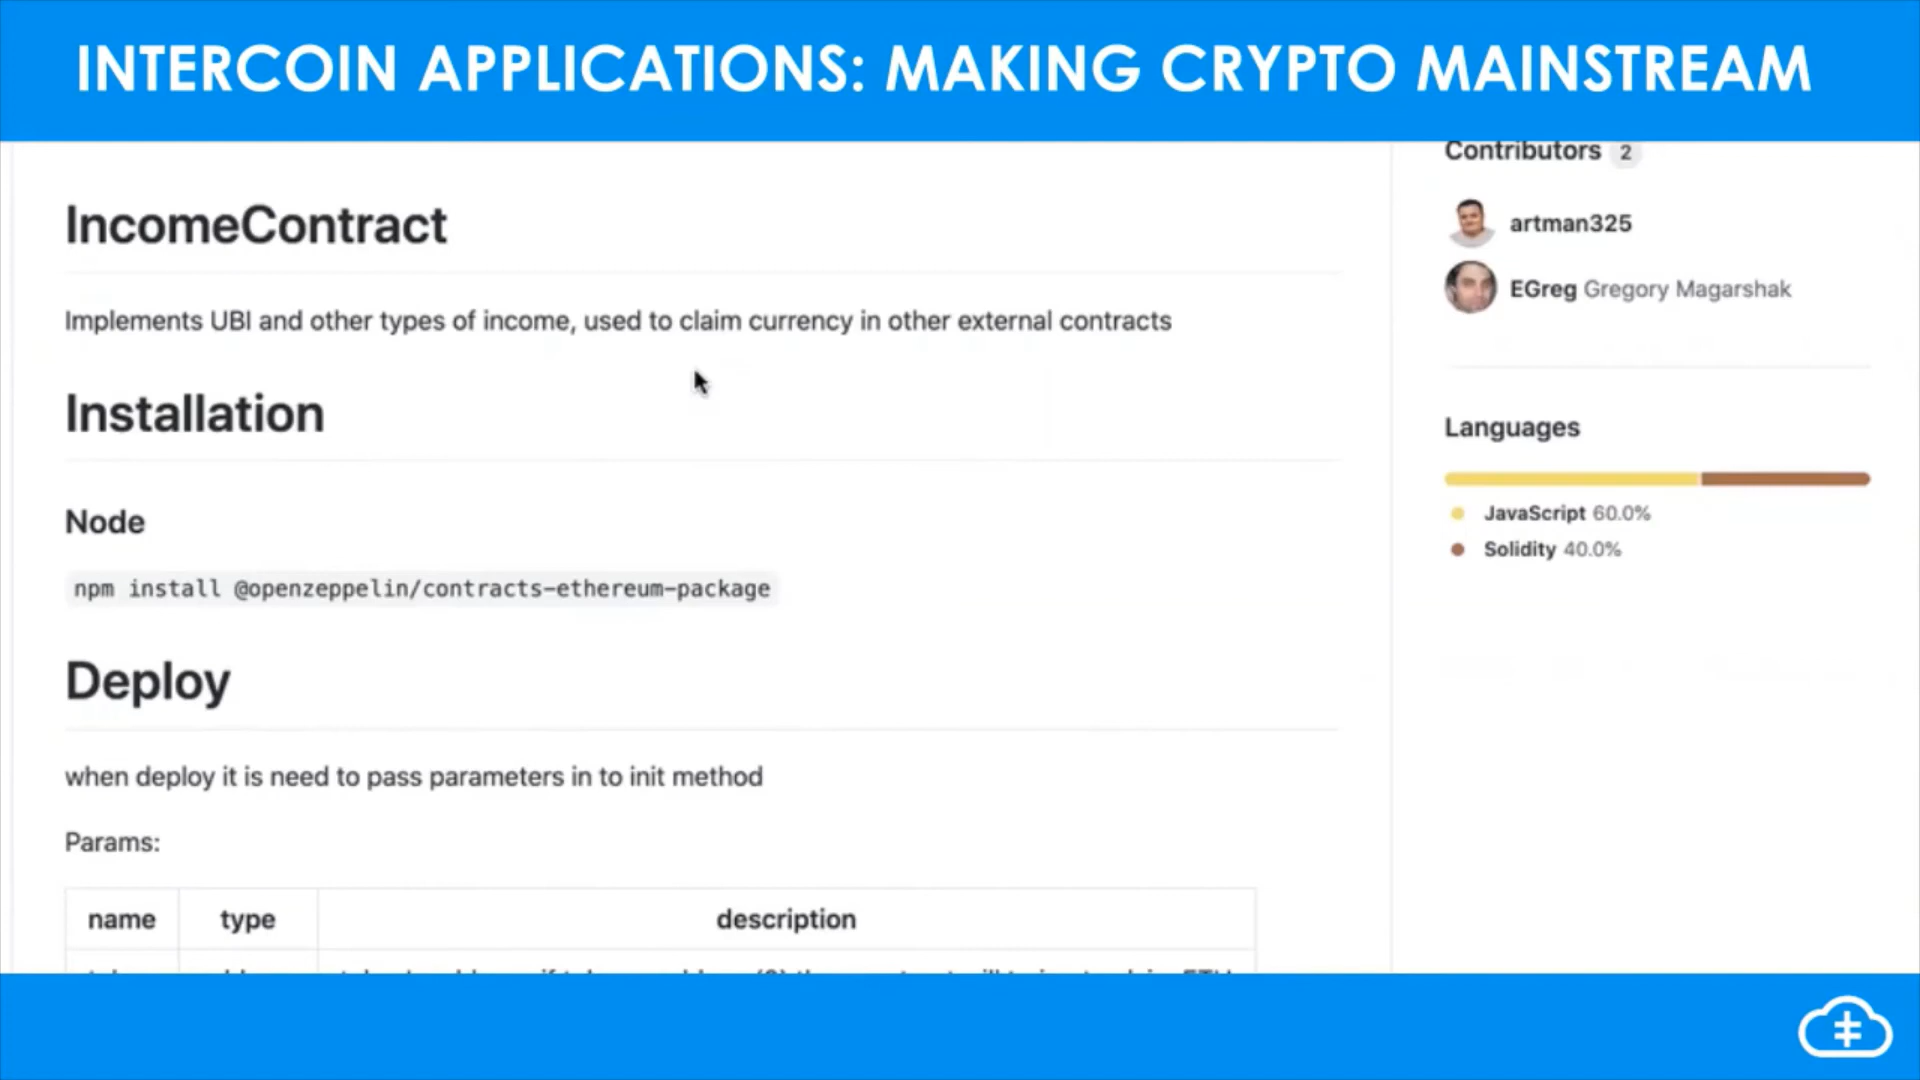 INTERCOIN APPLICATIONS: MAKING CRYPTO MAINSTREAM
IncomeContract
Implements UBI and other types of income, used to claim currency in other external contracts
Installation
Node
npm install @openzeppelin/contracts-ethereum-package
Deploy
when deploy it is need to pass parameters in to init method
Params:
name type description
Contributors 2
artman325
EGreg Gregory Magarshak
Languages
JavaScript 60.0%
Solidity 40.0%